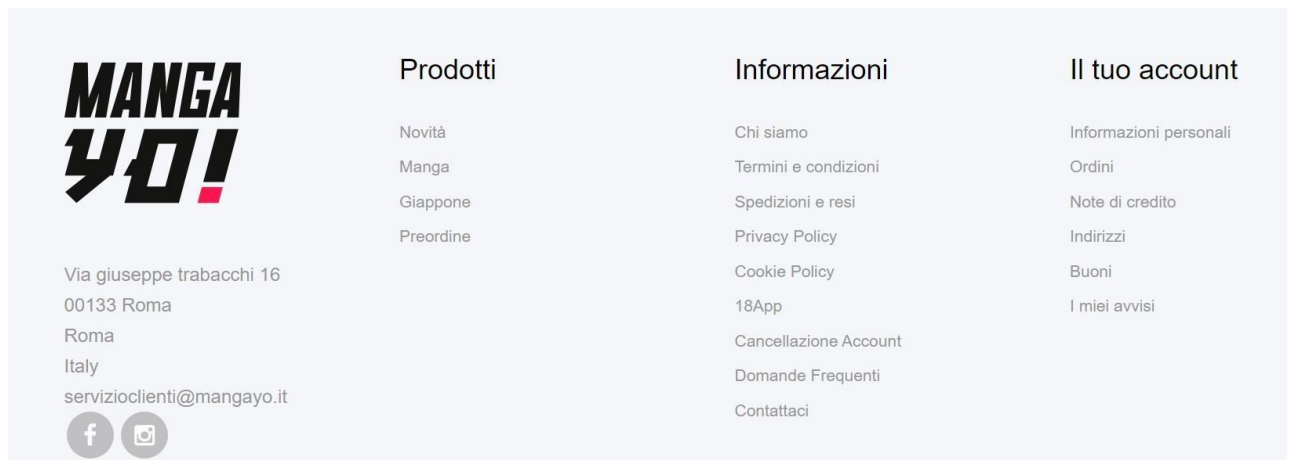 MANGA
YO!
Via giuseppe trabacchi 16
00133 Roma
Roma
Italy
servizioclienti@mangayo.it
Prodotti
Novità
Manga
Giappone
Preordine
Informazioni
Chi siamo
Termini e condizioni
Spedizioni e resi
Privacy Policy
Cookie Policy
18App
Cancellazione Account
Domande Frequenti
Contattaci
Il tuo account
Informazioni personali
Ordini
Note di credito
Indirizzi
Buoni
I miei avvisi